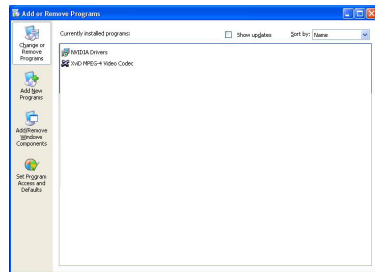 Add or Remove Programs
Change or
Remove
Programs
Currently installed programs:
Show updates
Sort by: Name
NVIDIA Drivers
XviD MPEG-4 Video Codec
Add New
Programs
Add/Remove
Windows
Components
Set Program
Access and
Defaults